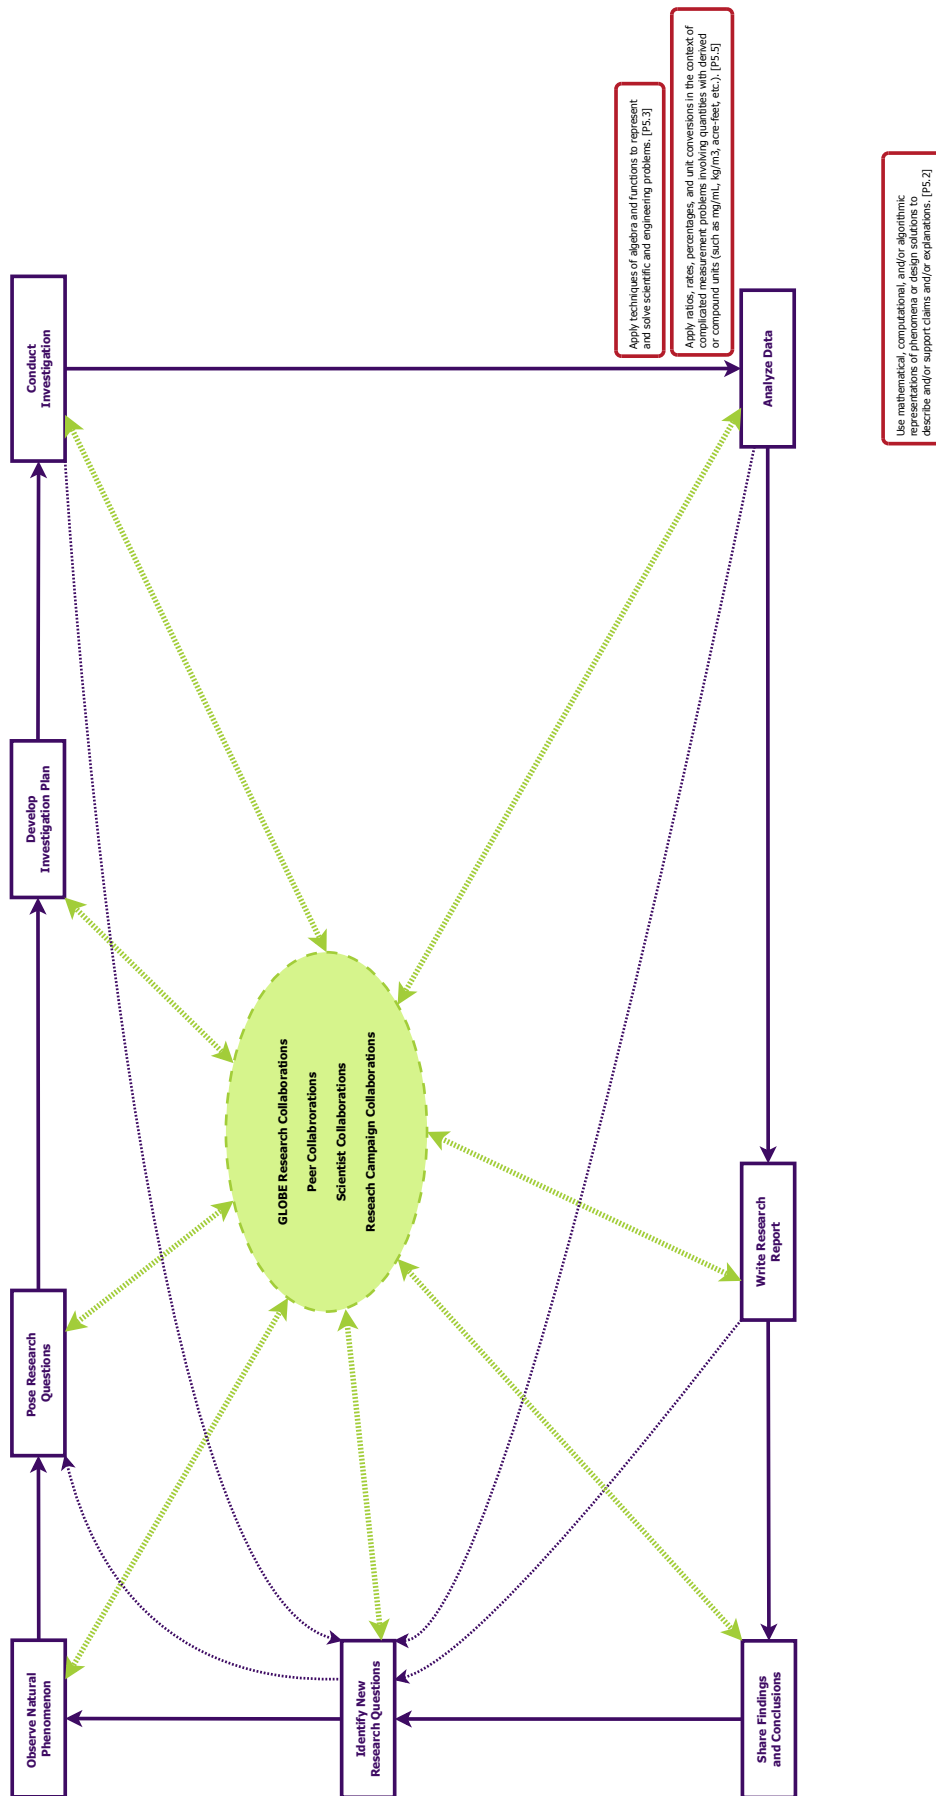 Observe Natural
Phenomenon
Pose Research
Questions
Develop
Investigation Plan
Conduct
Investigation
Identify New
Research Questions
GLOBE Research Collaborations
Peer Collabrorations
Scientist Collaborations
Reseach Campaign Collaborations
Apply techniques of algebra and functions to represent
and solve scientific and engineering problems. [P5.3]
Apply ratios, rates, percentages, and unit conversions in the context of
complicated measurement problems involving quantities with derived
or compound units (such as mg/mL, kg/m3, acre-feet, etc.). [P5.5]
Share Findings
and Conclusions
Write Research
Report
Analyze Data
Use mathematical, computational, and/or algorithmic
representations of phenomena or design solutions to
describe and/or support claims and/or explanations. [P5.2]